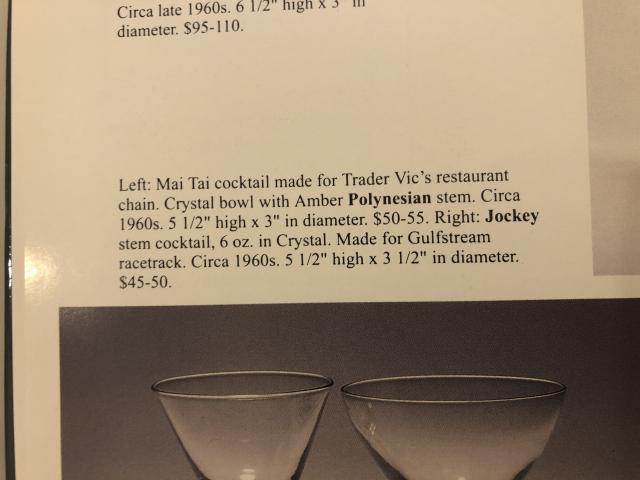 Circa late 1960s. 6 1/2" high x 3" in
diameter. $95-110.
Left: Mai Tai cocktail made for Trader Vic's restaurant
chain. Crystal bowl with Amber Polynesian stem. Circa
1960s. 5 1/2" high x 3" in diameter. $50-55. Right: Jockey
stem cocktail, 6 oz. in Crystal. Made for Gulfstream
racetrack. Circa 1960s. 5 1/2" high x 3 1/2" in diameter.
$45-50.